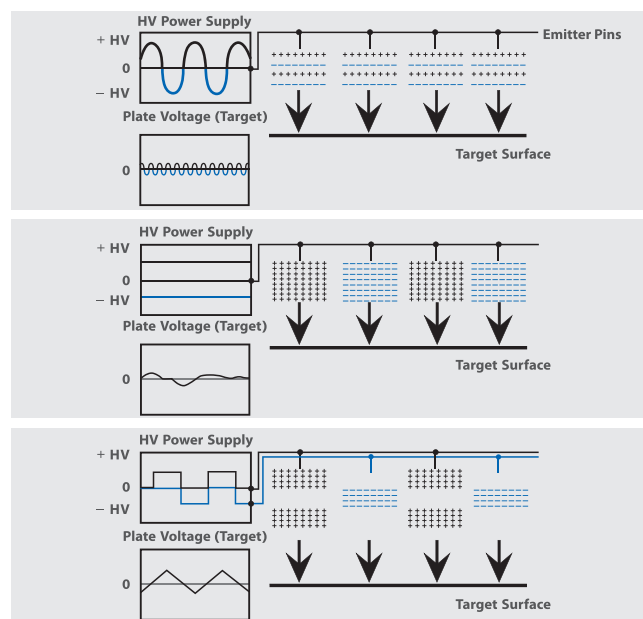 HV Power Supply
+ HV
Emitter Pins
0
− HV
Plate Voltage (Target)
Target Surface
0
HV Power Supply
+ HV
0
− HV
Plate Voltage (Target)
Target Surface
0
HV Power Supply
+ HV
0
− HV
Plate Voltage (Target)
0
Target Surface